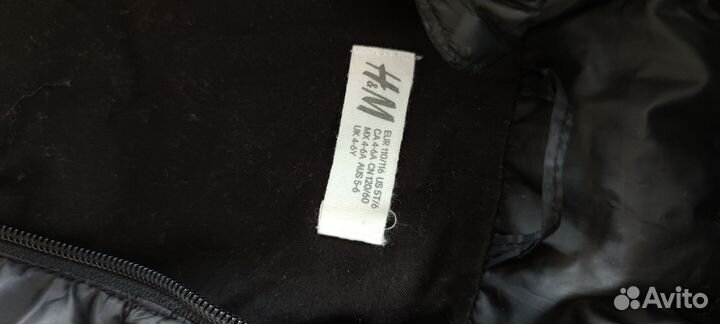 H&M
EUR 110/116 US 5T/6
CA 4-6A CN 120/60
MX 4-6A AUS 5-6
UK 4-6Y
Avito